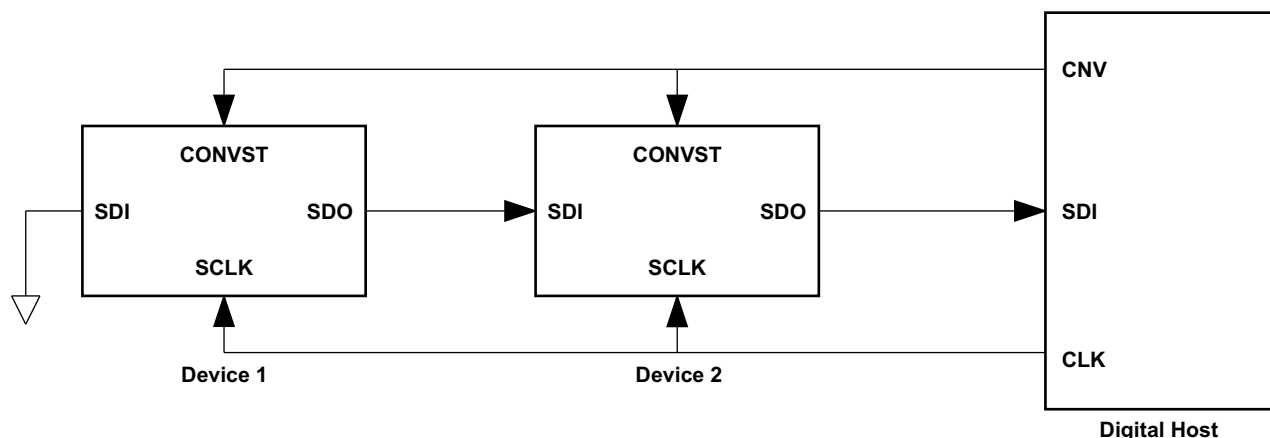 CNV
CONVST
CONVST
SDI
SDO
SDI
SDO
SDI
SCLK
SCLK
CLK
Device 1
Device 2
Digital Host